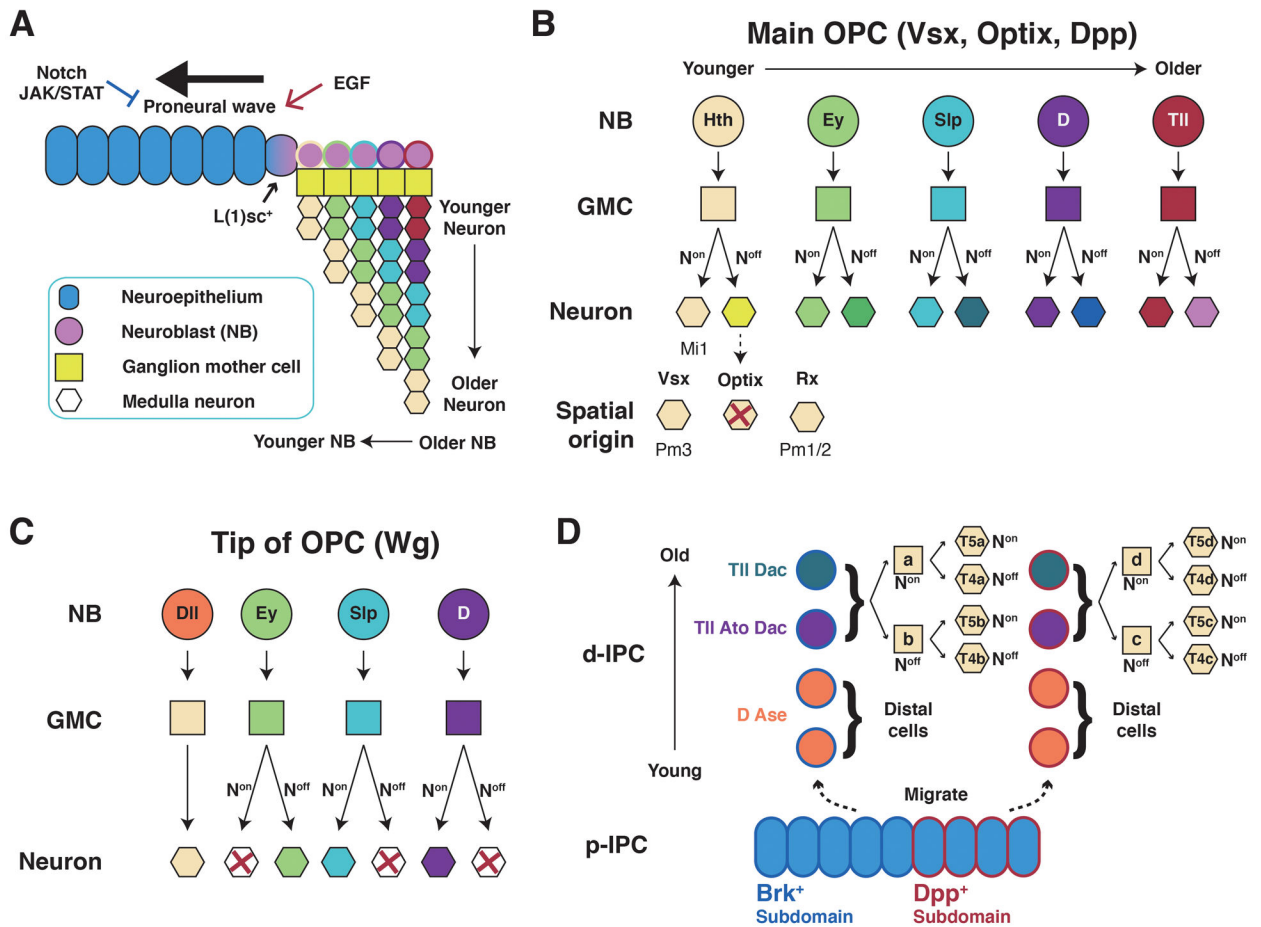 A
Notch
JAK/STAT
Proneural wave
EGF
L(1)sc⁺
Younger
Neuron
Older
Neuron
Neuroepithelium
Neuroblast (NB)
Ganglion mother cell
Medulla neuron
Younger NB
Older NB
B
Main OPC (Vsx, Optix, Dpp)
Younger
Older
NB
Hth
Ey
Slp
D
Tll
GMC
Nᵒⁿ
Nᵒᶠᶠ
Nᵒⁿ
Nᵒᶠᶠ
Nᵒⁿ
Nᵒᶠᶠ
Nᵒⁿ
Nᵒᶠᶠ
Nᵒⁿ
Nᵒᶠᶠ
Neuron
Mi1
Vsx
Optix
Rx
Spatial
origin
Pm3
Pm1/2
C
Tip of OPC (Wg)
NB
Dll
Ey
Slp
D
GMC
Nᵒⁿ
Nᵒᶠᶠ
Nᵒⁿ
Nᵒᶠᶠ
Nᵒⁿ
Nᵒᶠᶠ
Neuron
D
Old
Young
d-IPC
Tll Dac
Tll Ato Dac
D Ase
a
Nᵒⁿ
b
Nᵒᶠᶠ
T5a Nᵒⁿ
T4a Nᵒᶠᶠ
T5b Nᵒⁿ
T4b Nᵒᶠᶠ
Distal
cells
d
Nᵒⁿ
c
Nᵒᶠᶠ
T5d Nᵒⁿ
T4d Nᵒᶠᶠ
T5c Nᵒⁿ
T4c Nᵒᶠᶠ
Distal
cells
Migrate
p-IPC
Brk⁺
Subdomain
Dpp⁺
Subdomain